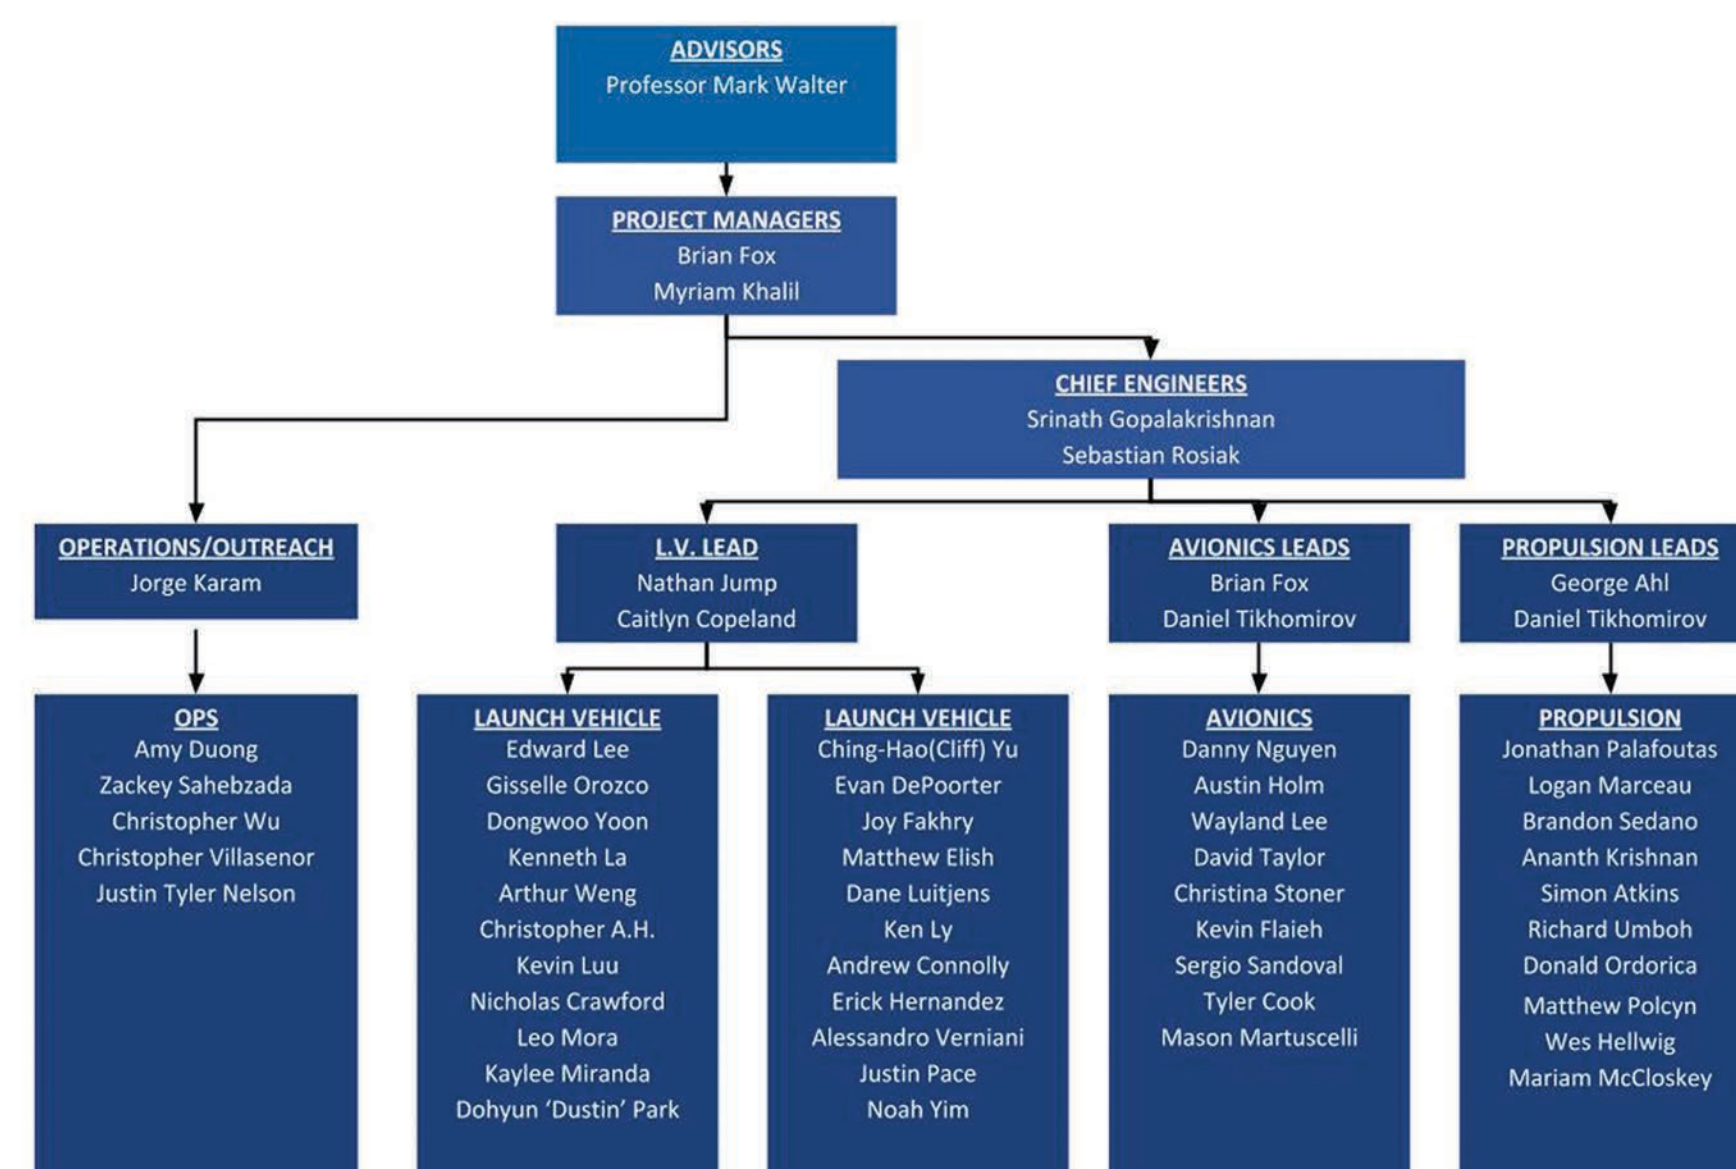 ADVISORS
Professor Mark Walter
PROJECT MANAGERS
Brian Fox
Myriam Khalil
CHIEF ENGINEERS
Srinath Gopalakrishnan
Sebastian Rosiak
OPERATIONS/OUTREACH
Jorge Karam
L.V. LEAD
Nathan Jump
Caitlyn Copeland
AVIONICS LEADS
Brian Fox
Daniel Tikhomirov
PROPULSION LEADS
George Ahl
Daniel Tikhomirov
OPS
Amy Duong
Zackey Sahebzada
Christopher Wu
Christopher Villasenor
Justin Tyler Nelson
LAUNCH VEHICLE
Edward Lee
Gisselle Orozco
Dongwoo Yoon
Kenneth La
Arthur Weng
Christopher A.H.
Kevin Luu
Nicholas Crawford
Leo Mora
Kaylee Miranda
Dohyun ‘Dustin’ Park
LAUNCH VEHICLE
Ching-Hao(Cliff) Yu
Evan DePoorter
Joy Fakhry
Matthew Elish
Dane Luitjens
Ken Ly
Andrew Connolly
Erick Hernandez
Alessandro Verniani
Justin Pace
Noah Yim
AVIONICS
Danny Nguyen
Austin Holm
Wayland Lee
David Taylor
Christina Stoner
Kevin Flaieh
Sergio Sandoval
Tyler Cook
Mason Martuscelli
PROPULSION
Jonathan Palafoutas
Logan Marceau
Brandon Sedano
Ananth Krishnan
Simon Atkins
Richard Umboh
Donald Ordorica
Matthew Polcyn
Wes Hellwig
Mariam McCloskey